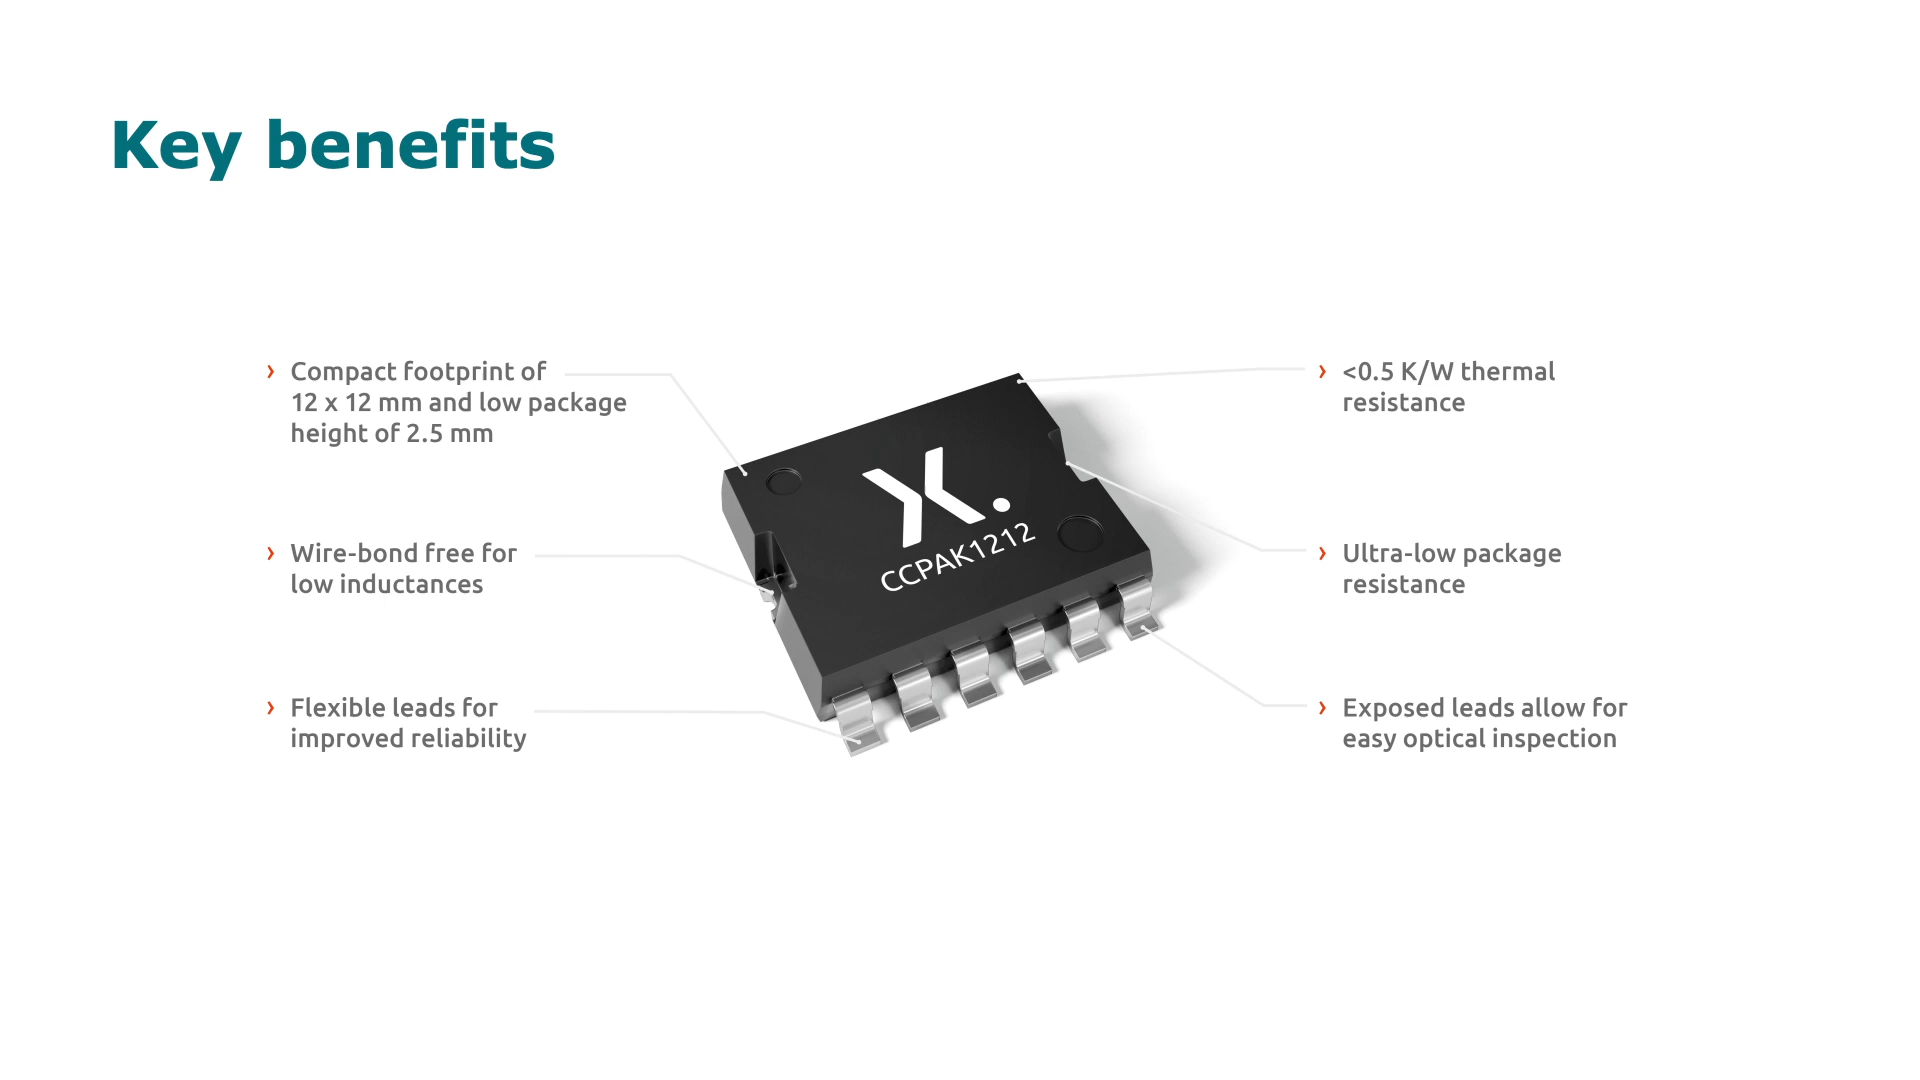 Key benefits
› Compact footprint of
12 x 12 mm and low package
height of 2.5 mm
› Wire-bond free for
low inductances
› Flexible leads for
improved reliability
CCPAK1212
› <0.5 K/W thermal
resistance
› Ultra-low package
resistance
› Exposed leads allow for
easy optical inspection